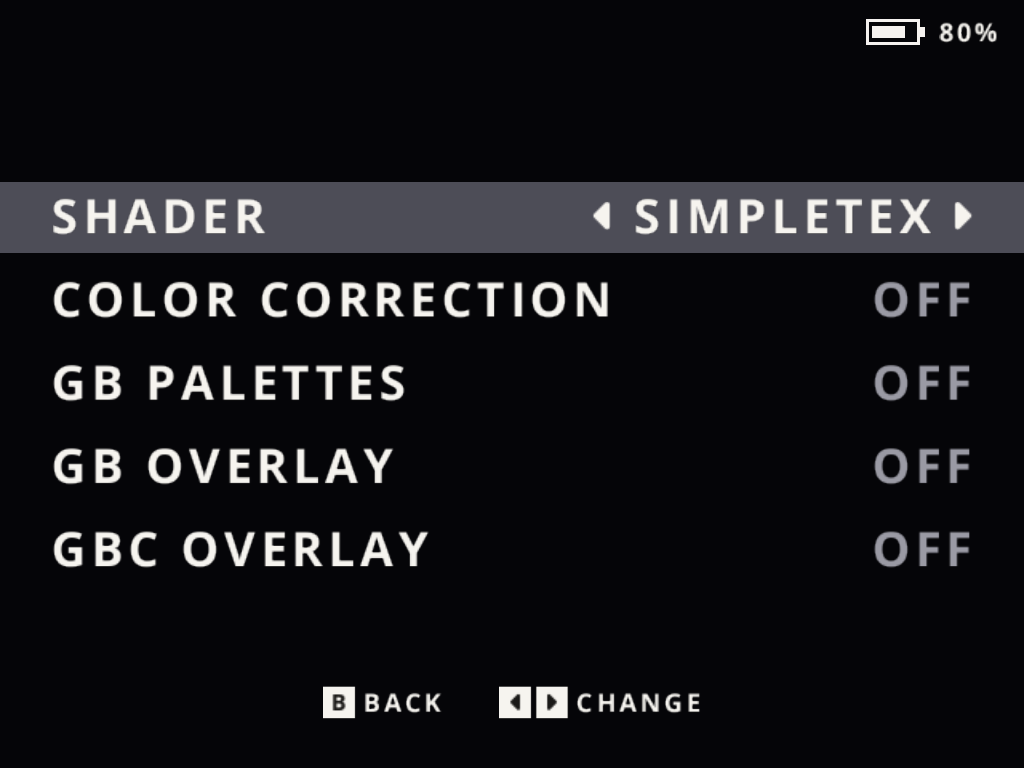 80%
SHADER SIMPLETEX
COLOR CORRECTION OFF
GB PALETTES OFF
GB OVERLAY OFF
GBC OVERLAY OFF
B BACK CHANGE